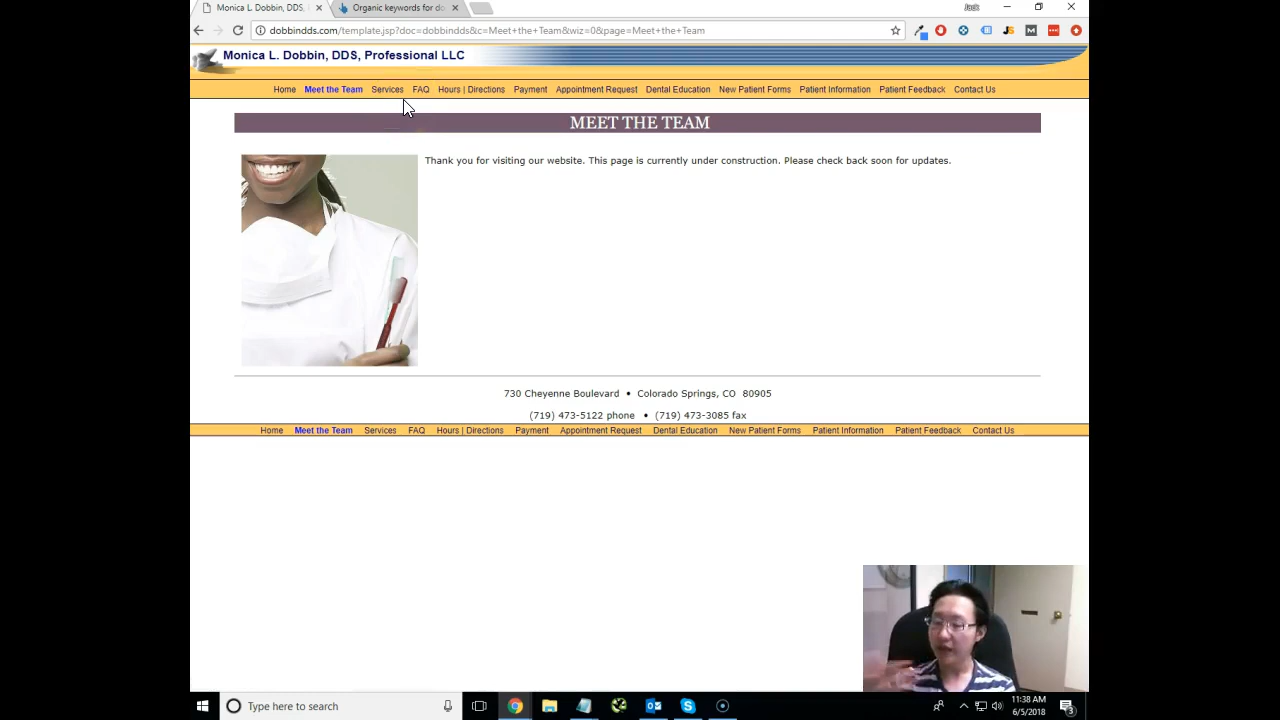 Monica L. Dobbin, DDS,
Organic keywords for do
Jack
dobbindds.com/template.jsp?doc=dobbindds&c=Meet+the+Team&wiz=0&page=Meet+the+Team
Monica L. Dobbin, DDS, Professional LLC
Home Meet the Team Services FAQ Hours | Directions Payment Appointment Request Dental Education New Patient Forms Patient Information Patient Feedback Contact Us
MEET THE TEAM
Thank you for visiting our website. This page is currently under construction. Please check back soon for updates.
730 Cheyenne Boulevard • Colorado Springs, CO 80905
(719) 473-5122 phone • (719) 473-3085 fax
Home Meet the Team Services FAQ Hours | Directions Payment Appointment Request Dental Education New Patient Forms Patient Information Patient Feedback Contact Us
Type here to search
11:38 AM
6/5/2018